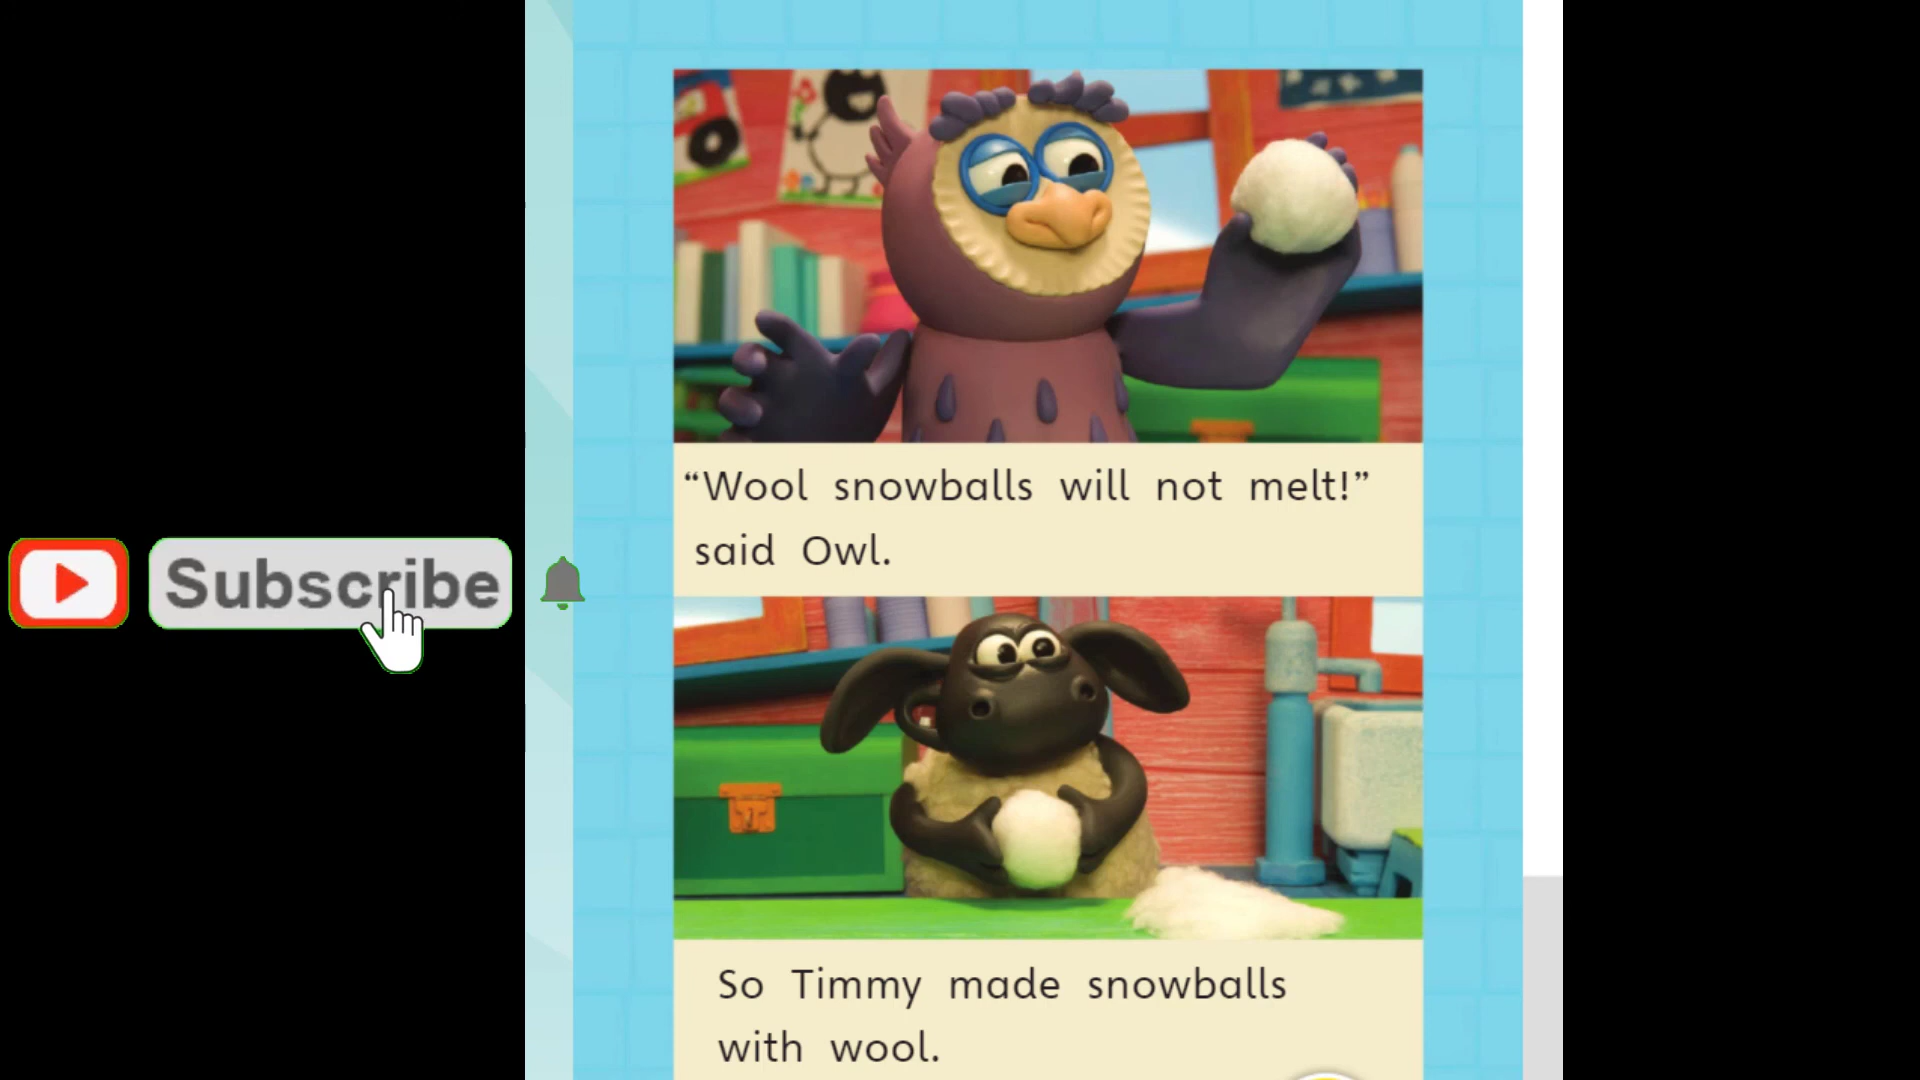 “Wool snowballs will not melt!”
said Owl.
Subscribe
So Timmy made snowballs
with wool.